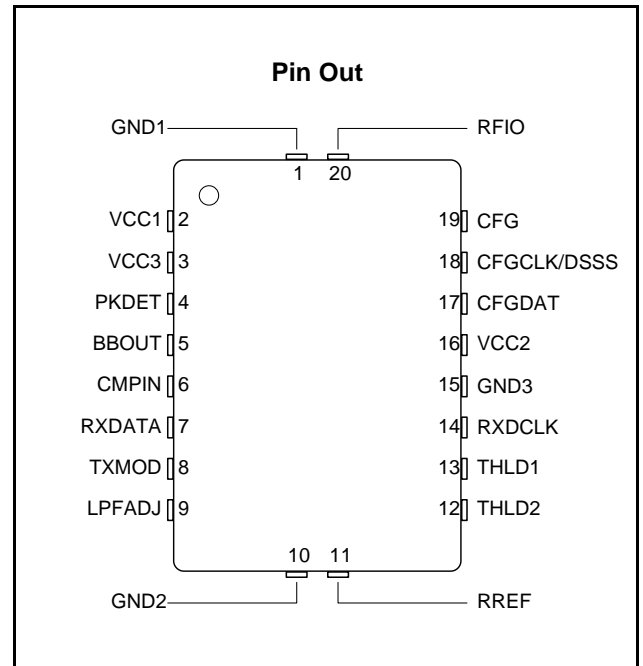 Pin Out
GND1 RFIO
1 20
VCC1 2 19 CFG
VCC3 3 18 CFGCLK/DSSS
PKDET 4 17 CFGDAT
BBOUT 5 16 VCC2
CMPIN 6 15 GND3
RXDATA 7 14 RXDCLK
TXMOD 8 13 THLD1
LPFADJ 9 12 THLD2
10 11
GND2 RREF